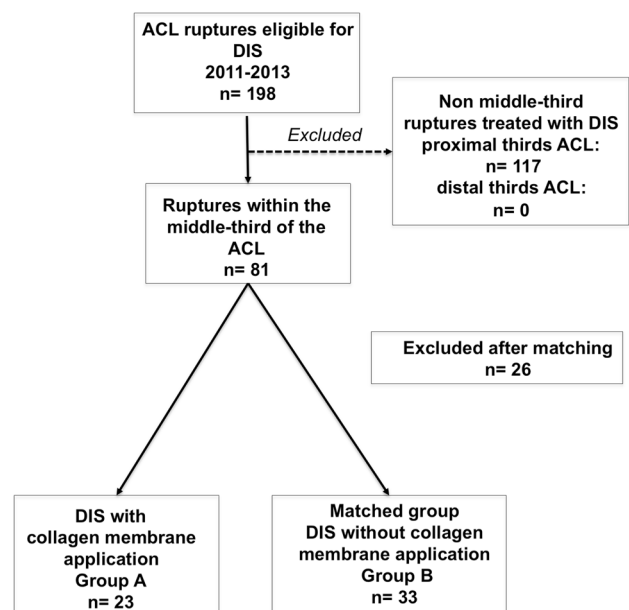 ACL ruptures eligible for
DIS
2011-2013
n= 198
Excluded
Non middle-third
ruptures treated with DIS
proximal thirds ACL:
n= 117
distal thirds ACL:
n= 0
Ruptures within the
middle-third of the
ACL
n= 81
Excluded after matching
n= 26
DIS with
collagen membrane
application
Group A
n= 23
Matched group
DIS without collagen
membrane application
Group B
n= 33